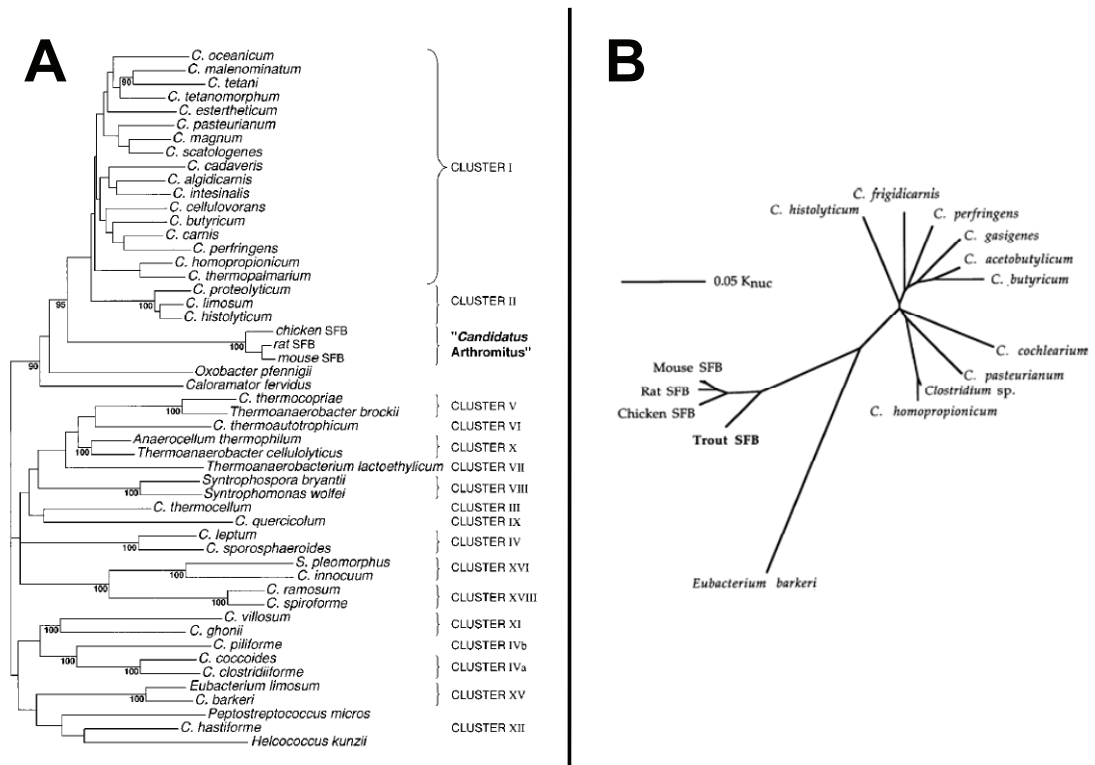 A
C. oceanicum
C. malenominatum
90
C. tetani
C. tetanomorphum
C. estertheticum
C. pasteurianum
C. magnum
C. scatologenes
C. cadaveris
CLUSTER I
C. algidicarnis
C. intesinalis
C. cellulovorans
C. butyricum
C. carnis
C. perfringens
C. homopropionicum
C. thermopalmarium
C. proteolyticum
95
100
C. limosum
CLUSTER II
C. histolyticum
chicken SFB
"Candidatus
100
rat SFB
mouse SFB
Arthromitus"
90
Oxobacter pfennigii
Caloramator fervidus
C. thermocopriae
CLUSTER V
100
Thermoanaerobacter brockii
C. thermoautotrophicum
CLUSTER VI
Anaerocellum thermophilum
CLUSTER X
100
Thermoanaerobacter cellulolyticus
Thermoanaerobacterium lactoethylicum
CLUSTER VII
Syntrophospora bryantii
CLUSTER VIII
100
Syntrophomonas wolfei
C. thermocellum
CLUSTER III
C. quercicolum
CLUSTER IX
C. leptum
CLUSTER IV
100
C. sporosphaeroides
S. pleomorphus
CLUSTER XVI
100
C. innocuum
100
C. ramosum
CLUSTER XVIII
100
C. spiroforme
C. villosum
CLUSTER XI
100
C. ghonii
C. piliforme
CLUSTER IVb
100
C. coccoides
CLUSTER IVa
100
C. clostridiiforme
Eubacterium limosum
CLUSTER XV
100
C. barkeri
Peptostreptococcus micros
C. hastiforme
CLUSTER XII
Helcococcus kunzii
B
C. frigidicarnis
C. histolyticum
C. perfringens
C. gasigenes
C. acetobutylicum
C. butyricum
0.05 Knuc
C. cochlearium
C. pasteurianum
Clostridium sp.
C. homopropionicum
Mouse SFB
Rat SFB
Chicken SFB
Trout SFB
Eubacterium barkeri